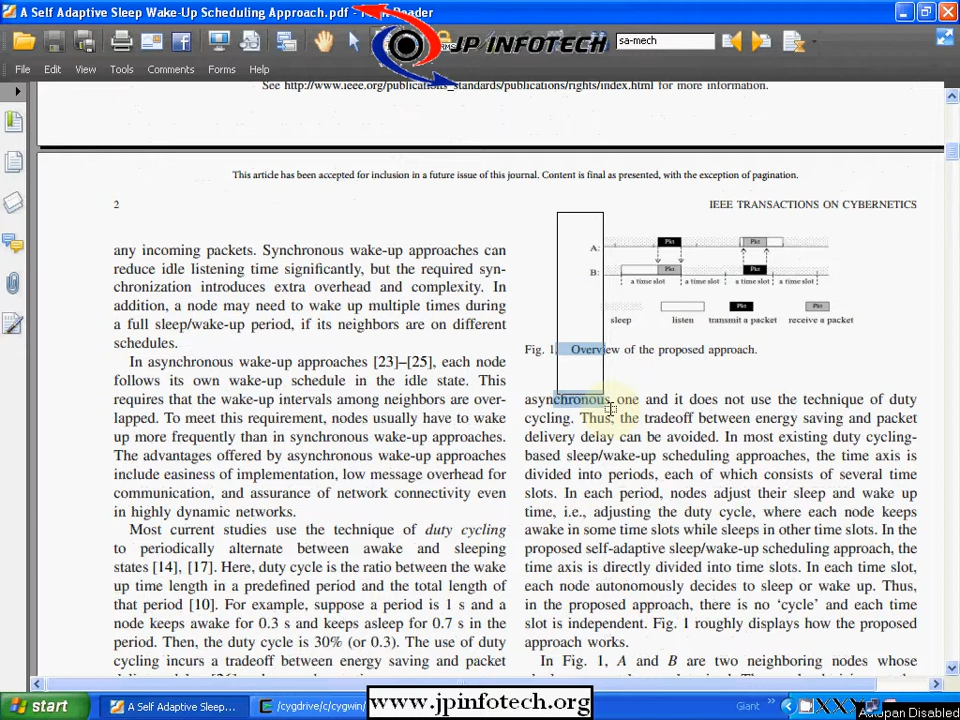 A Self Adaptive Sleep Wake-Up Scheduling Approach.pdf - Reader
JP INFOTECH
sa-mech
File Edit View Tools Comments Forms Help
See http://www.ieee.org/publications_standards/publications/rights/index.html for more information.
This article has been accepted for inclusion in a future issue of this journal. Content is final as presented, with the exception of pagination.
2
IEEE TRANSACTIONS ON CYBERNETICS
any incoming packets. Synchronous wake-up approaches can
reduce idle listening time significantly, but the required syn-
chronization introduces extra overhead and complexity. In
addition, a node may need to wake up multiple times during
a full sleep/wake-up period, if its neighbors are on different
schedules.
In asynchronous wake-up approaches [23]–[25], each node
follows its own wake-up schedule in the idle state. This
requires that the wake-up intervals among neighbors are over-
lapped. To meet this requirement, nodes usually have to wake
up more frequently than in synchronous wake-up approaches.
The advantages offered by asynchronous wake-up approaches
include easiness of implementation, low message overhead for
communication, and assurance of network connectivity even
in highly dynamic networks.
Most current studies use the technique of duty cycling
to periodically alternate between awake and sleeping
states [14], [17]. Here, duty cycle is the ratio between the wake
up time length in a predefined period and the total length of
that period [10]. For example, suppose a period is 1 s and a
node keeps awake for 0.3 s and keeps asleep for 0.7 s in the
period. Then, the duty cycle is 30% (or 0.3). The use of duty
cycling incurs a tradeoff between energy saving and packet
A: Pkt Pkt
B: Pkt Pkt
a time slot a time slot a time slot a time slot
sleep listen transmit a packet receive a packet
Pkt Pkt
Fig. 1. Overview of the proposed approach.
asynchronous one and it does not use the technique of duty
cycling. Thus, the tradeoff between energy saving and packet
delivery delay can be avoided. In most existing duty cycling-
based sleep/wake-up scheduling approaches, the time axis is
divided into periods, each of which consists of several time
slots. In each period, nodes adjust their sleep and wake up
time, i.e., adjusting the duty cycle, where each node keeps
awake in some time slots while sleeps in other time slots. In the
proposed self-adaptive sleep/wake-up scheduling approach, the
time axis is directly divided into time slots. In each time slot,
each node autonomously decides to sleep or wake up. Thus,
in the proposed approach, there is no ‘cycle’ and each time
slot is independent. Fig. 1 roughly displays how the proposed
approach works.
In Fig. 1, A and B are two neighboring nodes whose
start
A Self Adaptive Sleep...
/cygdrive/c/cygwin/
www.jpinfotech.org
Giant
Autopan Disabled